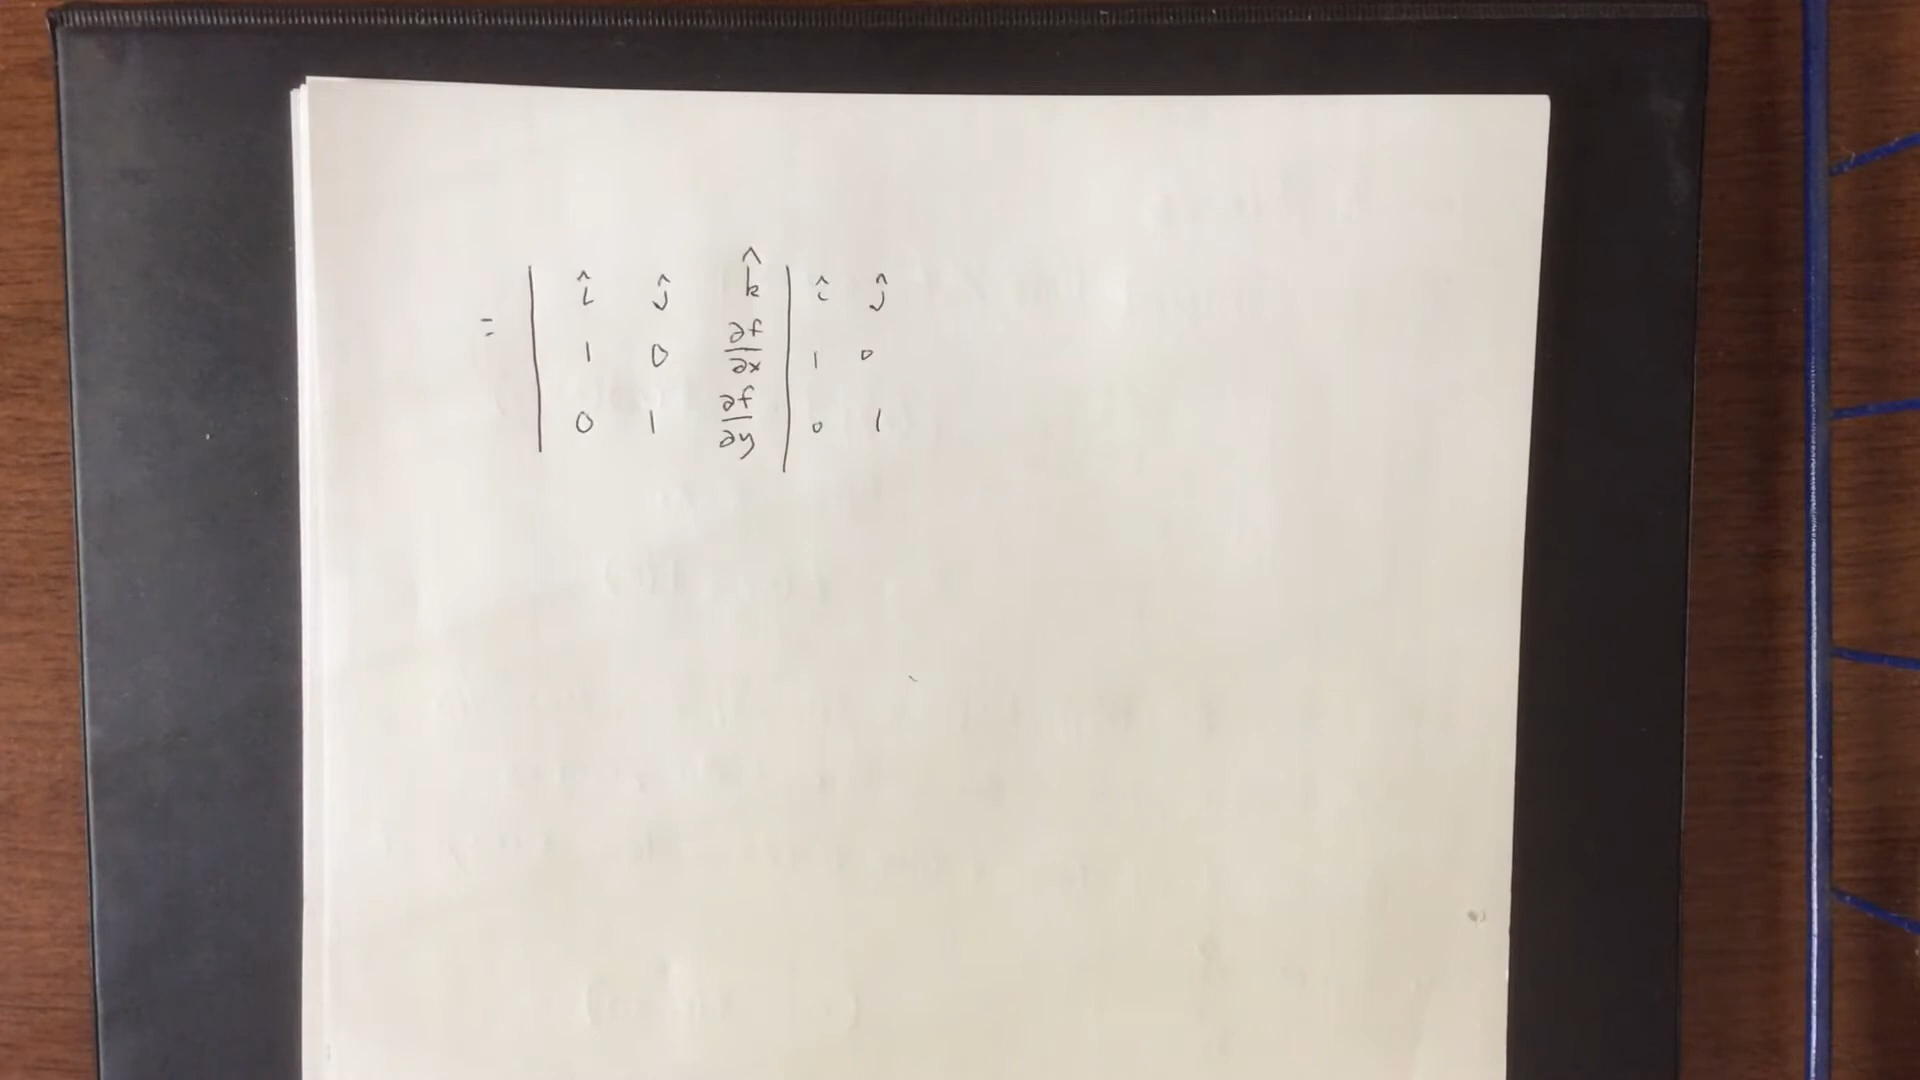 = | î ĵ k̂ | î ĵ
1 0 ∂f/∂x | 1 0
0 1 ∂f/∂y | 0 1